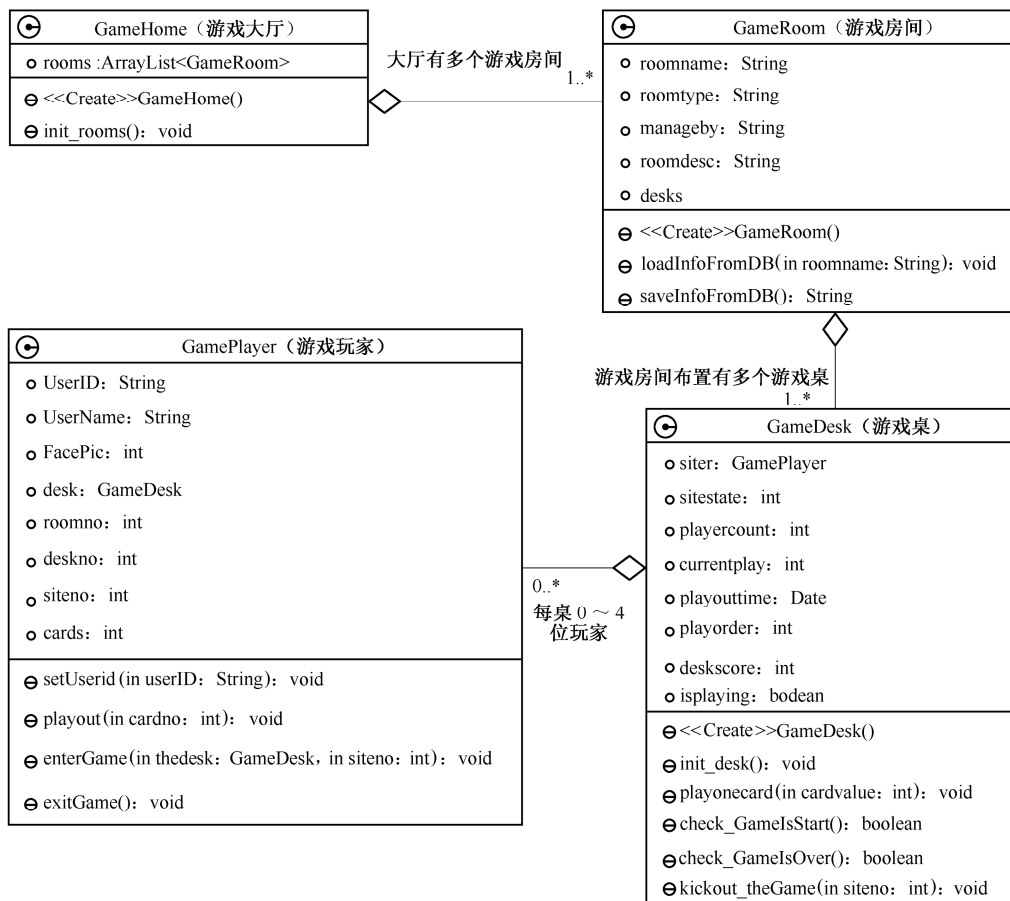 GameHome（游戏大厅）
rooms :ArrayList<GameRoom>
<<Create>>GameHome()
init_rooms()：void
大厅有多个游戏房间
1..*
GameRoom（游戏房间）
roomname：String
roomtype：String
manageby：String
roomdesc：String
desks
<<Create>>GameRoom()
loadInfoFromDB(in roomname：String)：void
saveInfoFromDB()：String
游戏房间布置有多个游戏桌
1..*
GamePlayer（游戏玩家）
UserID：String
UserName：String
FacePic：int
desk：GameDesk
roomno：int
deskno：int
siteno：int
cards：int
setUserid(in userID：String)：void
playout(in cardno：int)：void
enterGame(in thedesk：GameDesk，in siteno：int)：void
exitGame()：void
0..*
每桌 0 ～ 4
位玩家
GameDesk（游戏桌）
siter：GamePlayer
sitestate：int
playercount：int
currentplay：int
playouttime：Date
playorder：int
deskscore：int
isplaying：bodean
<<Create>>GameDesk()
init_desk()：void
playonecard(in cardvalue：int)：void
check_GameIsStart()：boolean
check_GameIsOver()：boolean
kickout_theGame(in siteno：int)：void